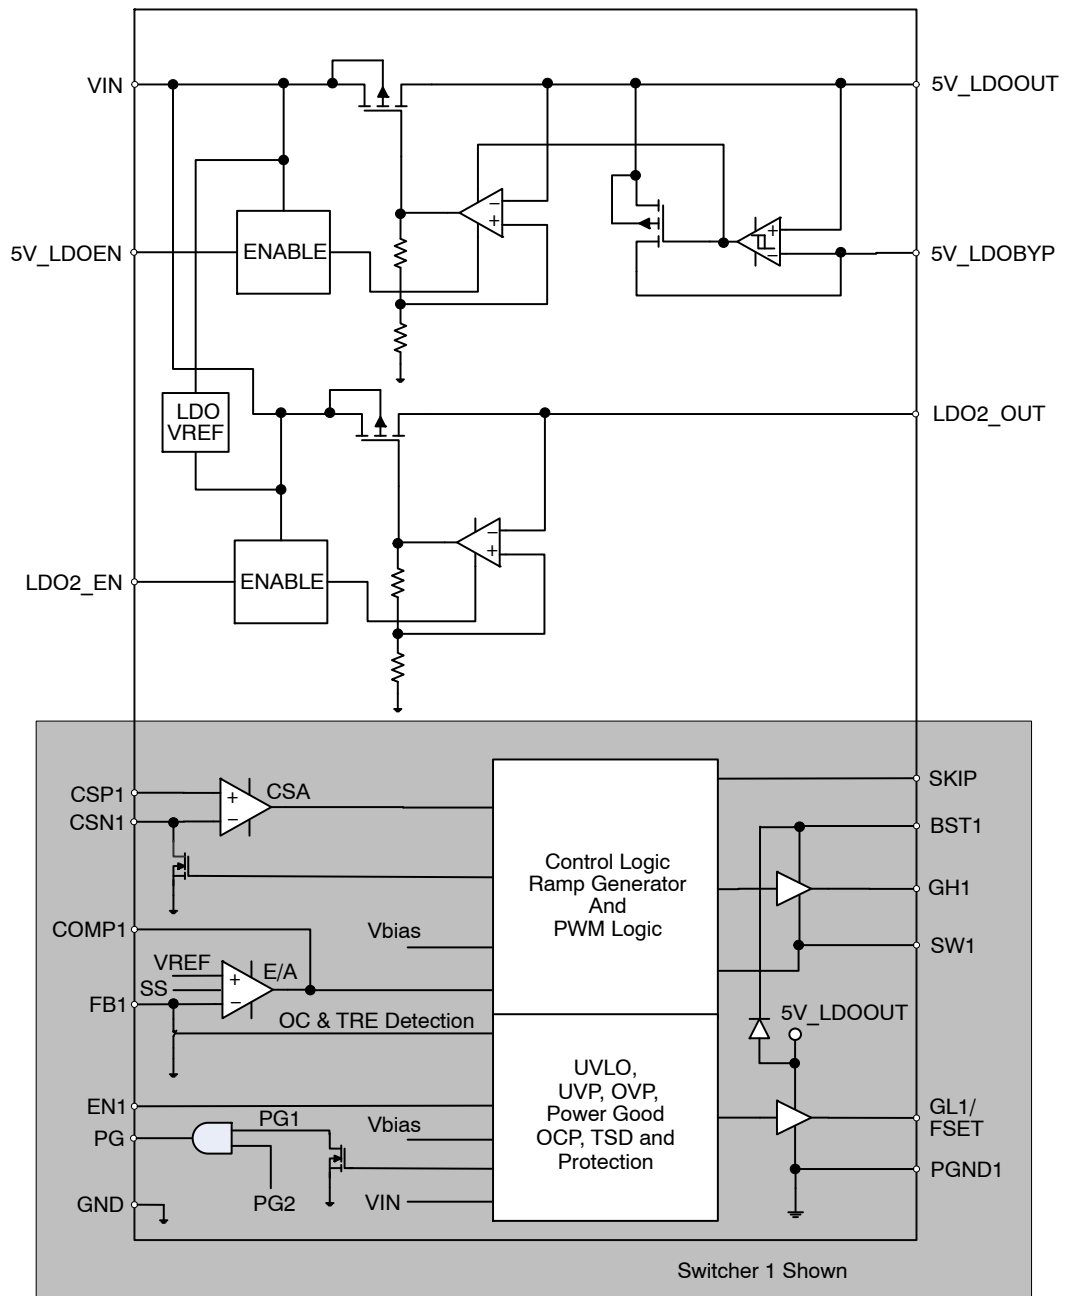 VIN
5V_LDOOUT
5V_LDOEN
ENABLE
−
+
+
−
5V_LDOBYP
LDO
VREF
LDO2_OUT
LDO2_EN
ENABLE
−
+
CSP1
CSN1
+
−
CSA
SKIP
BST1
Control Logic
Ramp Generator
And
PWM Logic
GH1
COMP1
Vbias
SW1
VREF
SS
FB1
+
−
E/A
OC & TRE Detection
5V_LDOOUT
UVLO,
UVP, OVP,
Power Good
OCP, TSD and
Protection
EN1
PG
PG1
Vbias
GL1/
FSET
PG2
VIN
PGND1
GND
Switcher 1 Shown